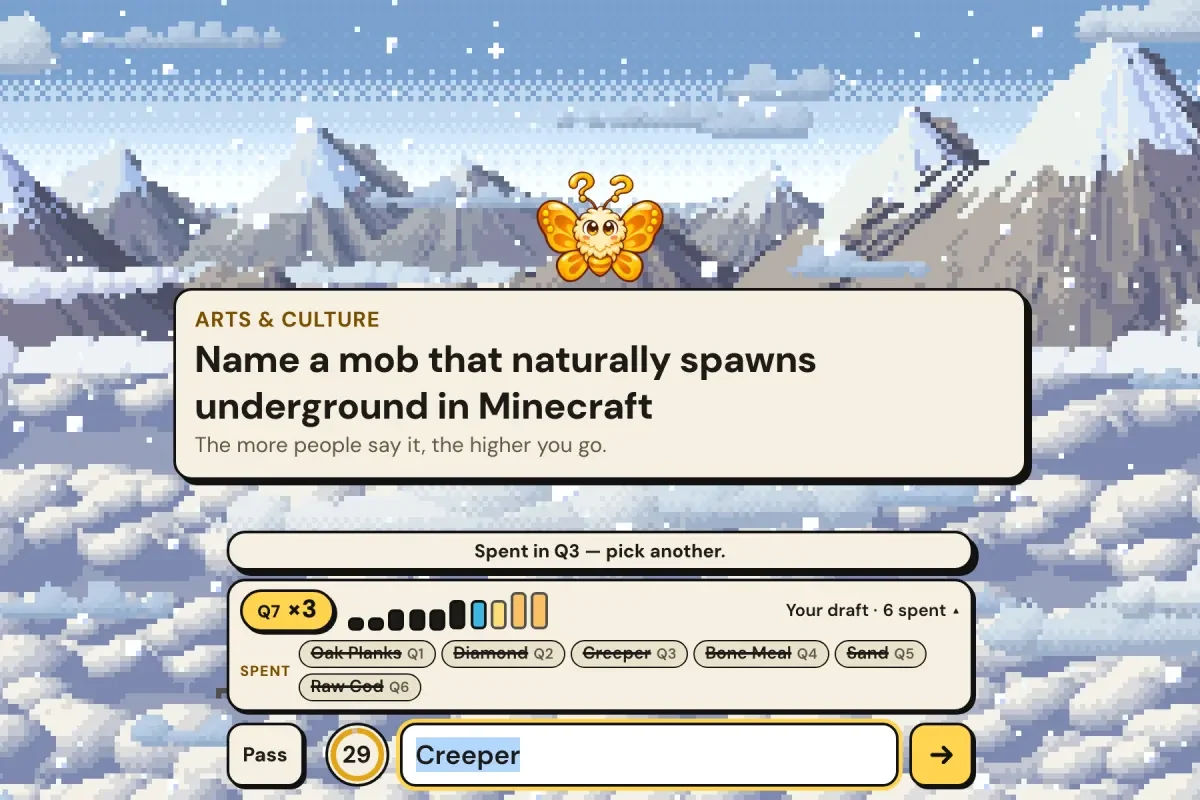 ARTS & CULTURE
Name a mob that naturally spawns
underground in Minecraft
The more people say it, the higher you go.
Spent in Q3 — pick another.
Q7 ×3
Your draft · 6 spent ▴
SPENT
Oak Planks Q1
Diamond Q2
Creeper Q3
Bone Meal Q4
Sand Q5
Raw Cod Q6
Pass
29
Creeper
→